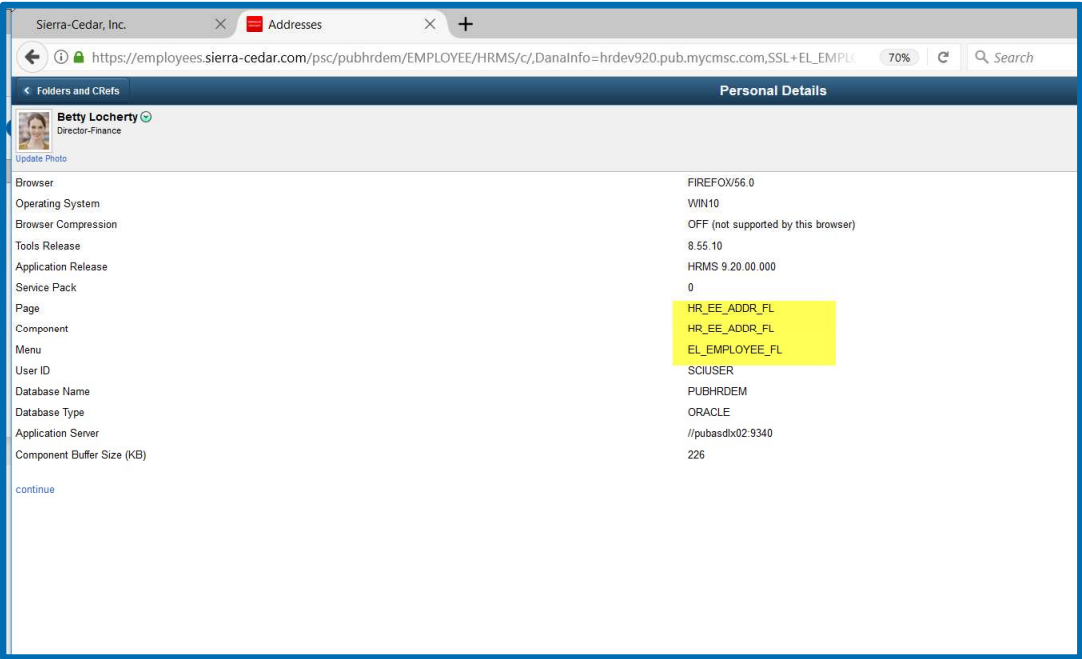 Sierra-Cedar, Inc.
Addresses
https://employees.sierra-cedar.com/psc/pubhrdem/EMPLOYEE/HRMS/c/,DanaInfo=hrdev920.pub.mycmsc.com,SSL+EL_EMPL
70%
Search
Folders and CRefs
Personal Details
Betty Locherty
Director-Finance
Update Photo
Browser FIREFOX/56.0
Operating System WIN10
Browser Compression OFF (not supported by this browser)
Tools Release 8.55.10
Application Release HRMS 9.20.00.000
Service Pack 0
Page HR_EE_ADDR_FL
Component HR_EE_ADDR_FL
Menu EL_EMPLOYEE_FL
User ID SCIUSER
Database Name PUBHRDEM
Database Type ORACLE
Application Server //pubasdlx02:9340
Component Buffer Size (KB) 226
continue